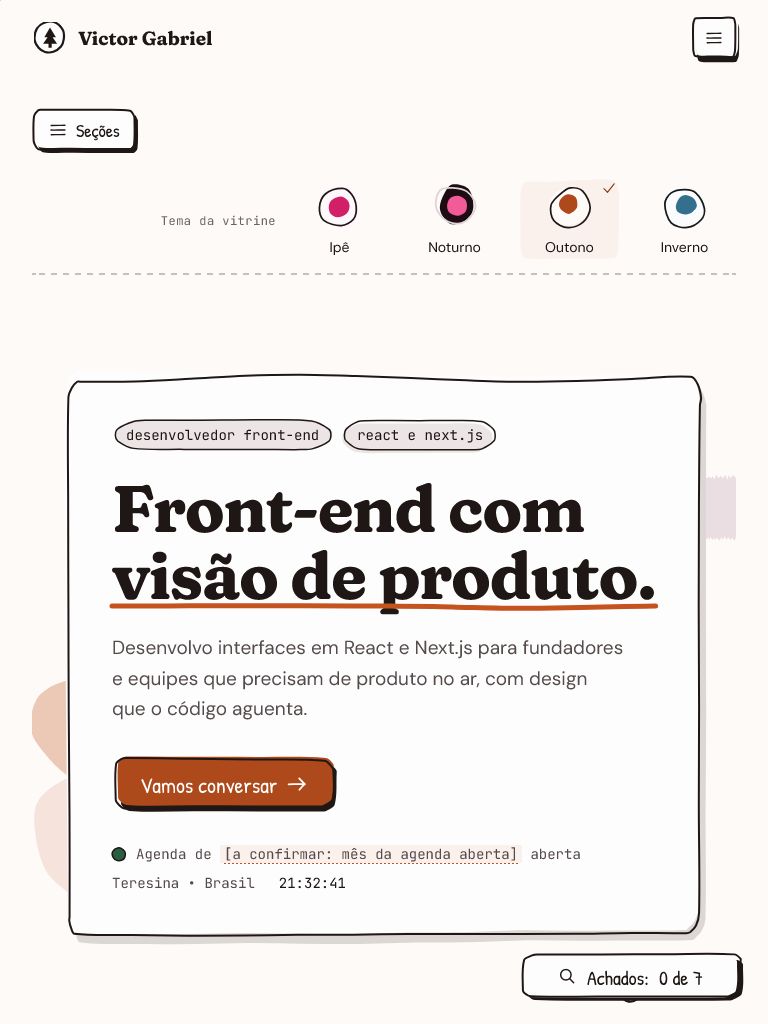 Victor Gabriel
Seções
Tema da vitrine
Ipê
Noturno
Outono
Inverno
desenvolvedor front-end
react e next.js
Front-end com
visão de produto.
Desenvolvo interfaces em React e Next.js para fundadores
e equipes que precisam de produto no ar, com design
que o código aguenta.
Vamos conversar →
Agenda de [a confirmar: mês da agenda aberta] aberta
Teresina • Brasil 21:32:41
Achados: 0 de 7